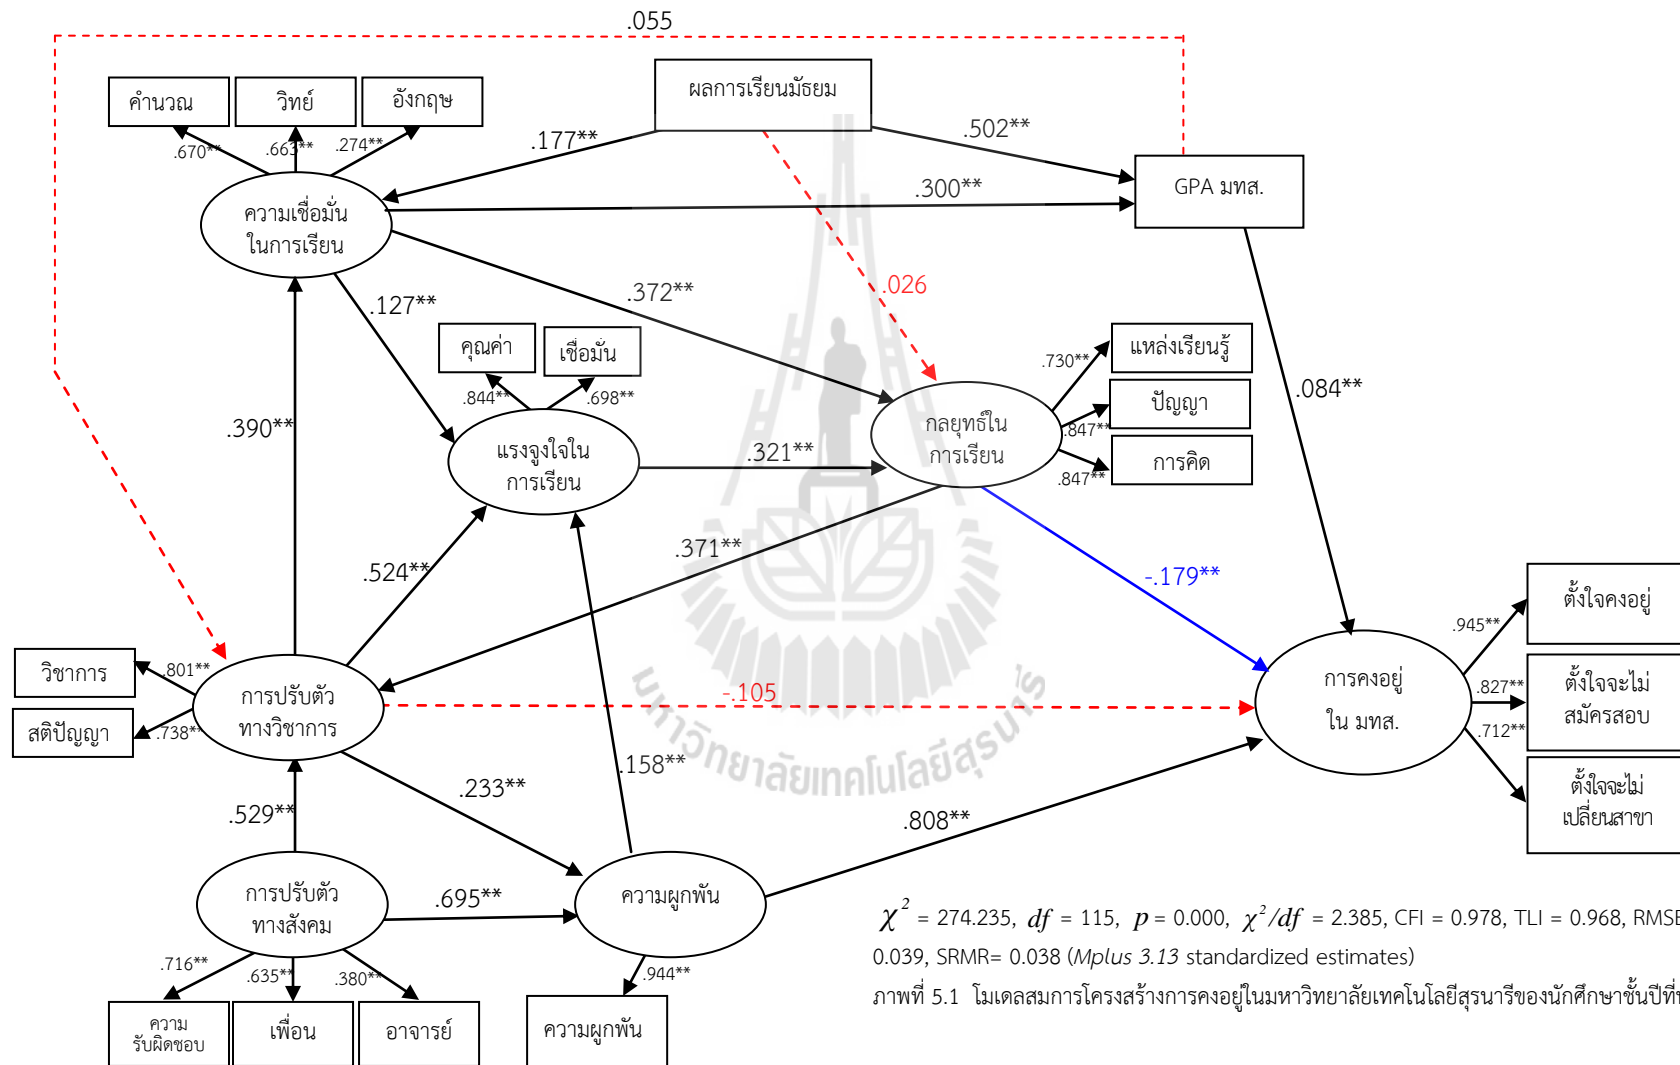 .055
ผลการเรียนมัธยม
คำนวณ
วิทย์
อังกฤษ
.670**
.663**
.274**
.177**
.502**
.300**
GPA มทส.
ความเชื่อมั่น
ในการเรียน
.026
.372**
.127**
คุณค่า
เชื่อมั่น
.844**
.698**
แหล่งเรียนรู้
.730**
ปัญญา
.847**
การคิด
.847**
.084**
.390**
แรงจูงใจใน
การเรียน
.321**
กลยุทธ์ใน
การเรียน
.371**
.524**
-.179**
ตั้งใจคงอยู่
.945**
วิชาการ
.801**
สติปัญญา
.738**
การปรับตัว
ทางวิชาการ
-.105
การคงอยู่
ใน มทส.
.827**
ตั้งใจจะไม่
สมัครสอบ
.712**
ตั้งใจจะไม่
เปลี่ยนสาขา
มหาวิทยาลัยเทคโนโลยีสุรนารี
.158**
.233**
.529**
.808**
การปรับตัว
ทางสังคม
.695**
ความผูกพัน
.716**
.635**
.380**
.944**
ความ
รับผิดชอบ
เพื่อน
อาจารย์
ความผูกพัน
χ² = 274.235, df = 115, p = 0.000, χ²/df = 2.385, CFI = 0.978, TLI = 0.968, RMSE
0.039, SRMR= 0.038 (Mplus 3.13 standardized estimates)
ภาพที่ 5.1 โมเดลสมการโครงสร้างการคงอยู่ในมหาวิทยาลัยเทคโนโลยีสุรนารีของนักศึกษาชั้นปีที่